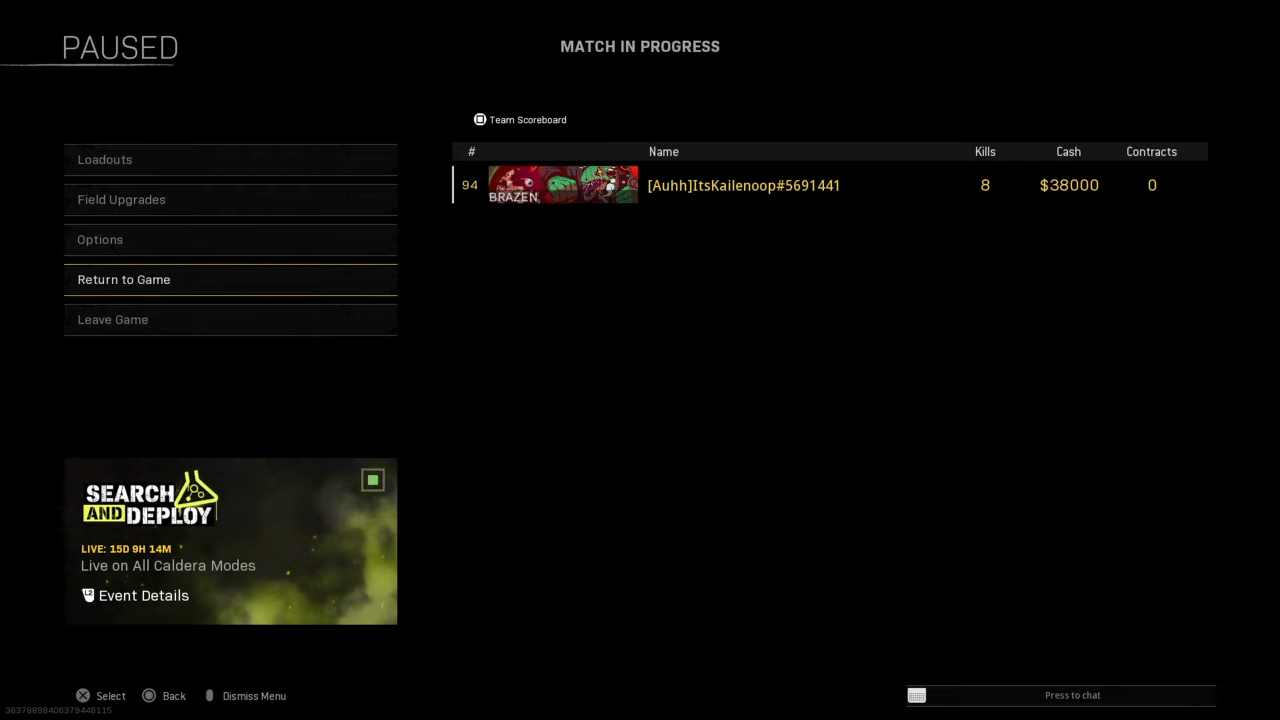 PAUSED
MATCH IN PROGRESS
Team Scoreboard
# Name Kills Cash Contracts
94 BRAZEN [Auhh]ItsKailenoop#5691441 8 $38000 0
Loadouts
Field Upgrades
Options
Return to Game
Leave Game
SEARCH
AND DEPLOY
LIVE: 15D 9H 14M
Live on All Caldera Modes
L2 Event Details
Select Back Dismiss Menu
Press to chat
36378898406379448115